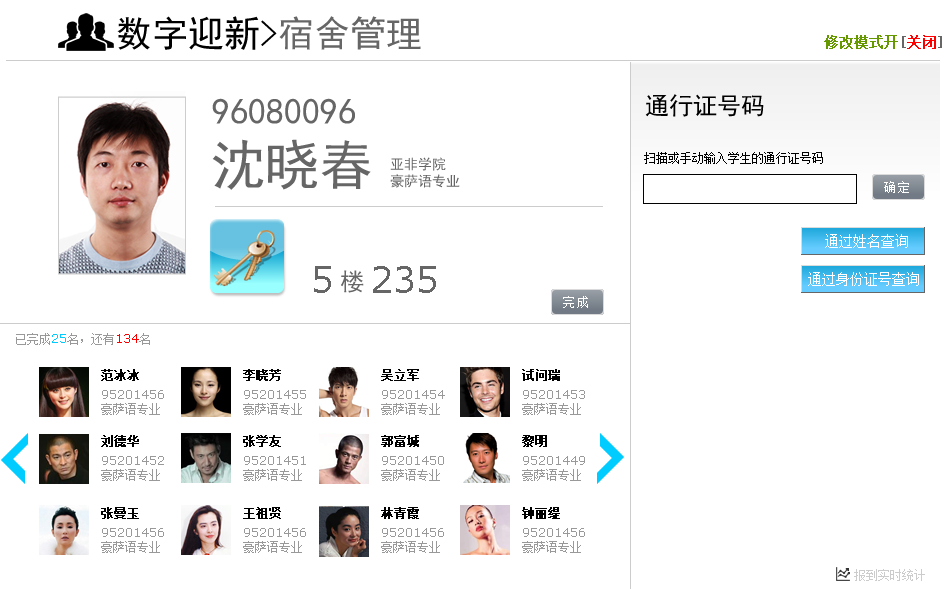 数字迎新>宿舍管理
修改模式开[关闭]
96080096
沈晓春
亚非学院
豪萨语专业
5 楼 235
完成
通行证号码
扫描或手动输入学生的通行证号码
确定
通过姓名查询
通过身份证号查询
已完成25名，还有134名
范冰冰
95201456
豪萨语专业
李晓芳
95201455
豪萨语专业
吴立军
95201454
豪萨语专业
试问瑞
95201453
豪萨语专业
刘德华
95201452
豪萨语专业
张学友
95201451
豪萨语专业
郭富城
95201450
豪萨语专业
黎明
95201449
豪萨语专业
张曼玉
95201456
豪萨语专业
王祖贤
95201456
豪萨语专业
林青霞
95201456
豪萨语专业
钟丽缇
95201456
豪萨语专业
报到实时统计